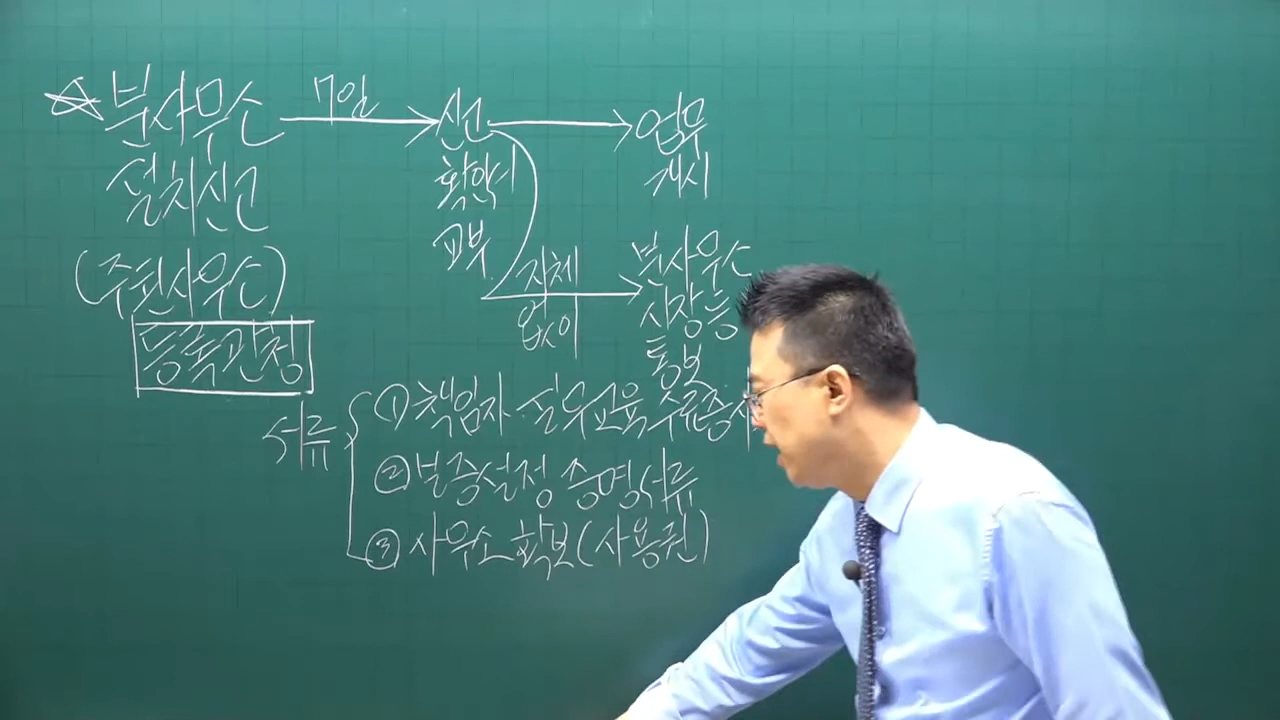 ☆ 분사무소 7일 신고 업무
설치신고 확인서 개시
(주된사무소) 교부
등록관청 지체 없이 분사무소
시장 등
통보
서류 ① 책임자 실무교육 수료증
② 보증설정 증명서류
③ 사무소 확보(사용권)